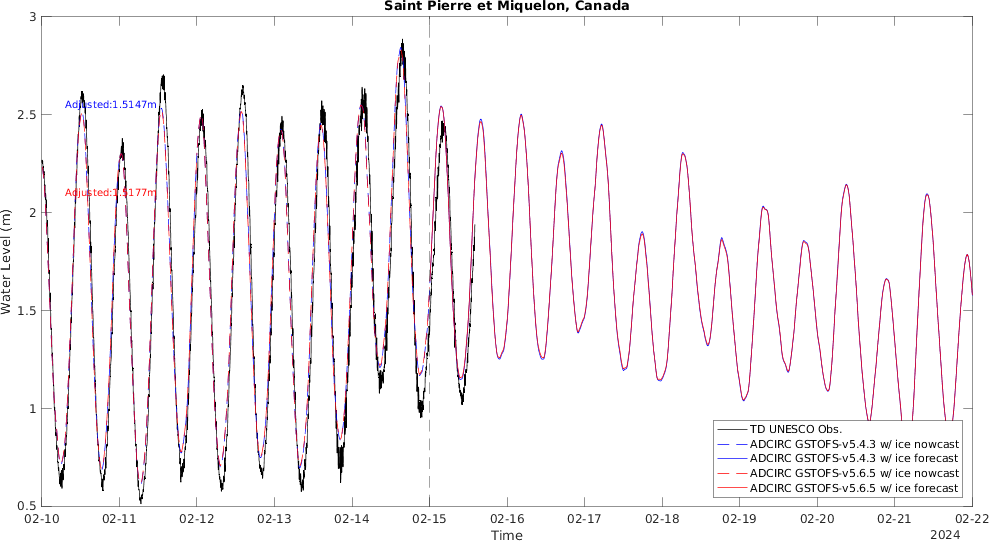 Saint Pierre et Miquelon, Canada
3
2.5
2
1.5
1
0.5
Water Level (m)
Adjusted:1.5147m
Adjusted:1.5177m
TD UNESCO Obs.
ADCIRC GSTOFS-v5.4.3 w/ ice nowcast
ADCIRC GSTOFS-v5.4.3 w/ ice forecast
ADCIRC GSTOFS-v5.6.5 w/ ice nowcast
ADCIRC GSTOFS-v5.6.5 w/ ice forecast
02-10 02-11 02-12 02-13 02-14 02-15 02-16 02-17 02-18 02-19 02-20 02-21 02-22
Time
2024